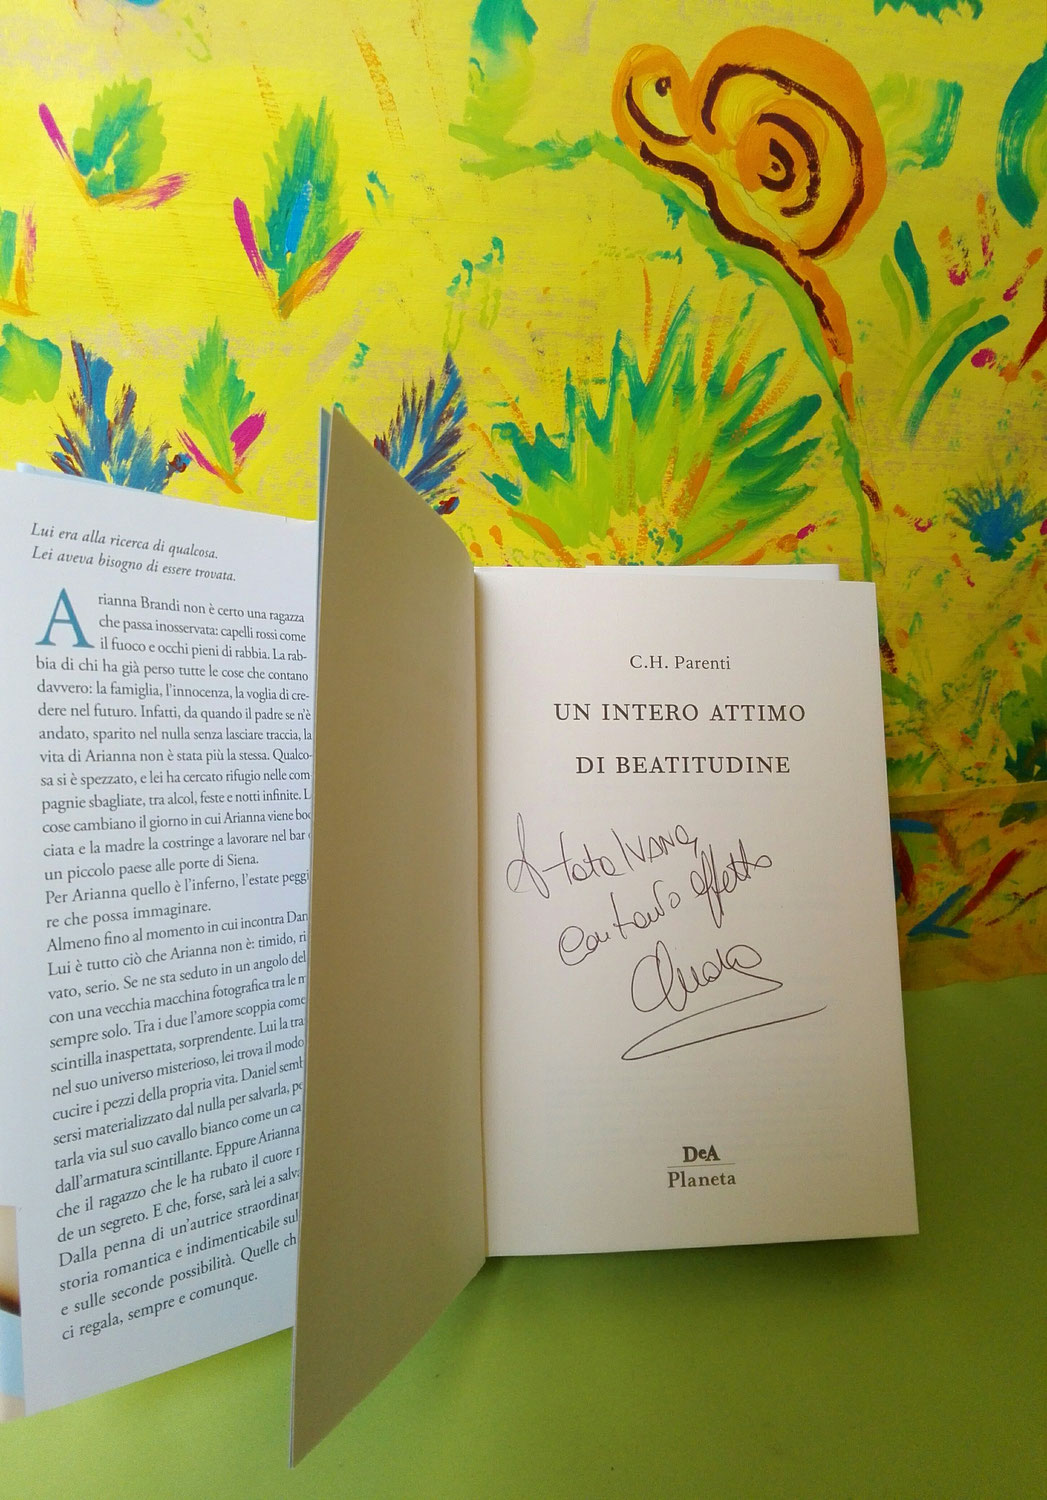 Lui era alla ricerca di qualcosa.
Lei aveva bisogno di essere trovata.
Arianna Brandi non è certo una ragazza
che passa inosservata: capelli rossi come
il fuoco e occhi pieni di rabbia. La rab-
bia di chi ha già perso tutte le cose che contano
davvero: la famiglia, l'innocenza, la voglia di cre-
dere nel futuro. Infatti, da quando il padre se n'è
andato, sparito nel nulla senza lasciare traccia, la
vita di Arianna non è stata più la stessa. Qualco-
sa si è spezzato, e lei ha cercato rifugio nelle com
pagnie sbagliate, tra alcol, feste e notti infinite. L
cose cambiano il giorno in cui Arianna viene boc
ciata e la madre la costringe a lavorare nel bar
un piccolo paese alle porte di Siena.
Per Arianna quello è l'inferno, l'estate peggi
re che possa immaginare.
Almeno fino al momento in cui incontra Dan
Lui è tutto ciò che Arianna non è: timido, ri
vato, serio. Se ne sta seduto in un angolo del
con una vecchia macchina fotografica tra le m
sempre solo. Tra i due l'amore scoppia come
scintilla inaspettata, sorprendente. Lui la tra
nel suo universo misterioso, lei trova il modo
cucire i pezzi della propria vita. Daniel semb
sersi materializzato dal nulla per salvarla, pe
tarla via sul suo cavallo bianco come un ca
dall'armatura scintillante. Eppure Arianna
che il ragazzo che le ha rubato il cuore n
de un segreto. E che, forse, sarà lei a salva
Dalla penna di un'autrice straordinar
storia romantica e indimenticabile sul
e sulle seconde possibilità. Quelle ch
ci regala, sempre e comunque.
C.H. Parenti
UN INTERO ATTIMO
DI BEATITUDINE
A tata IVANA,
con tanto affetto
DeA
Planeta